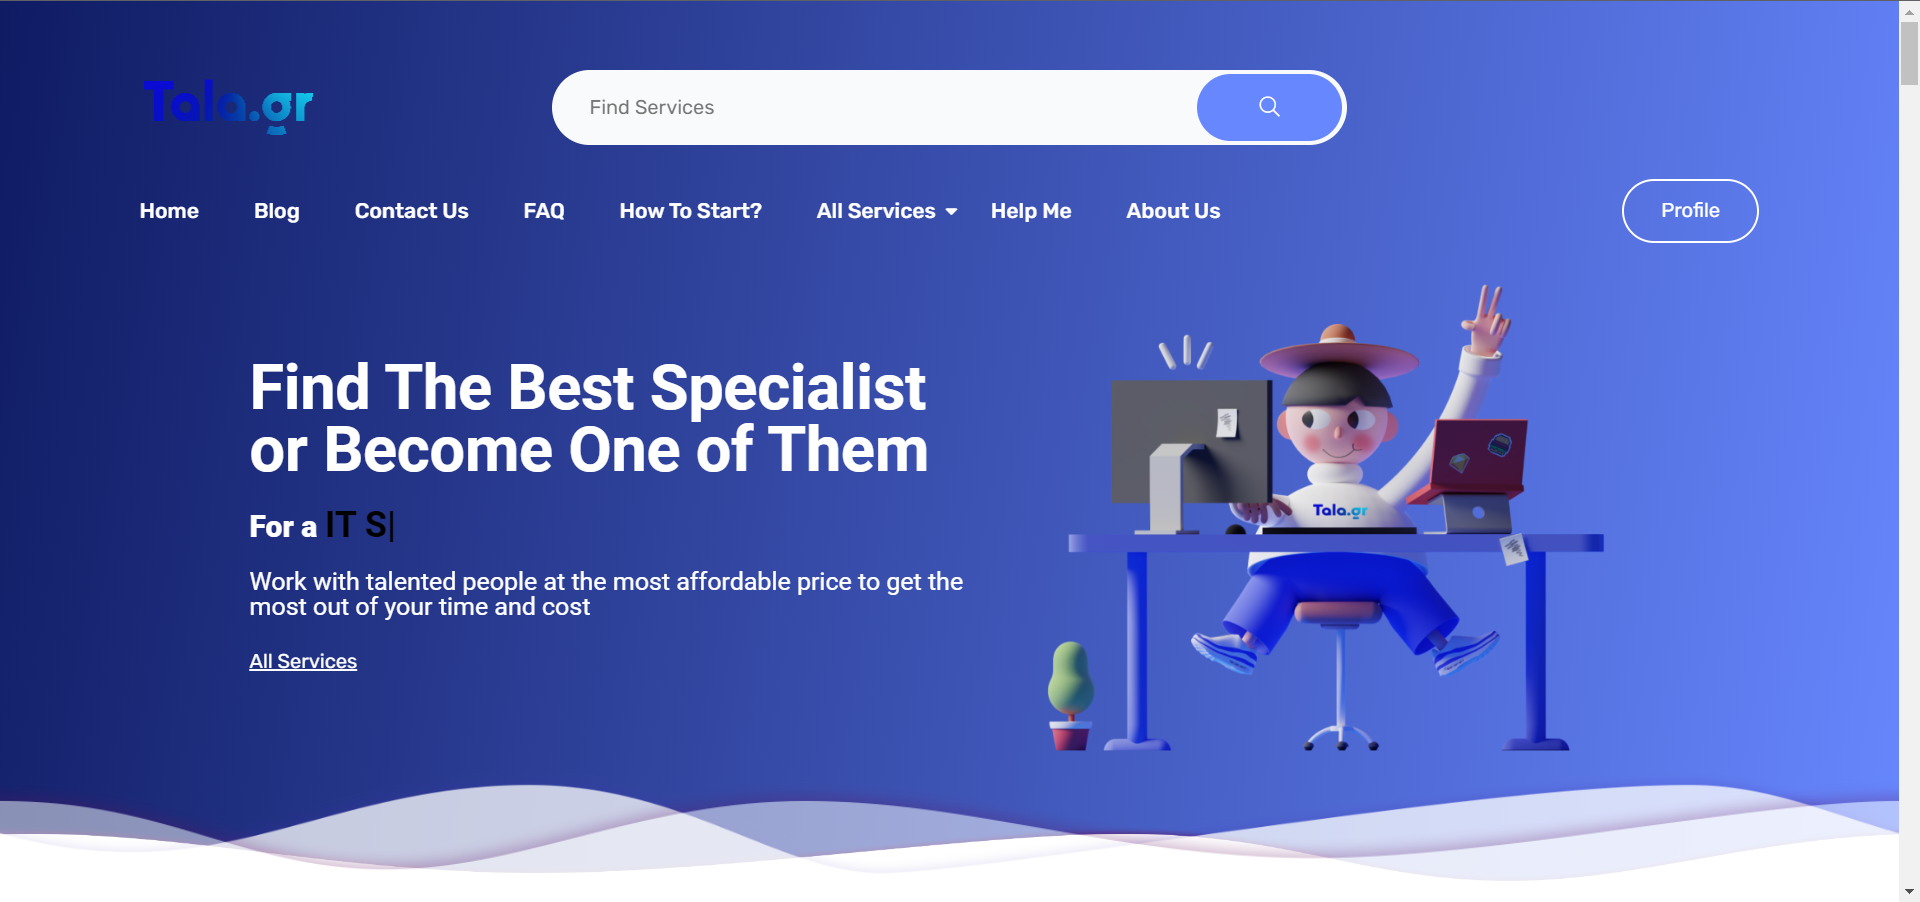 Tala.gr
Find Services
Home Blog Contact Us FAQ How To Start? All Services Help Me About Us Profile
Find The Best Specialist
or Become One of Them
For a IT S|
Work with talented people at the most affordable price to get the
most out of your time and cost
All Services
Tala.gr